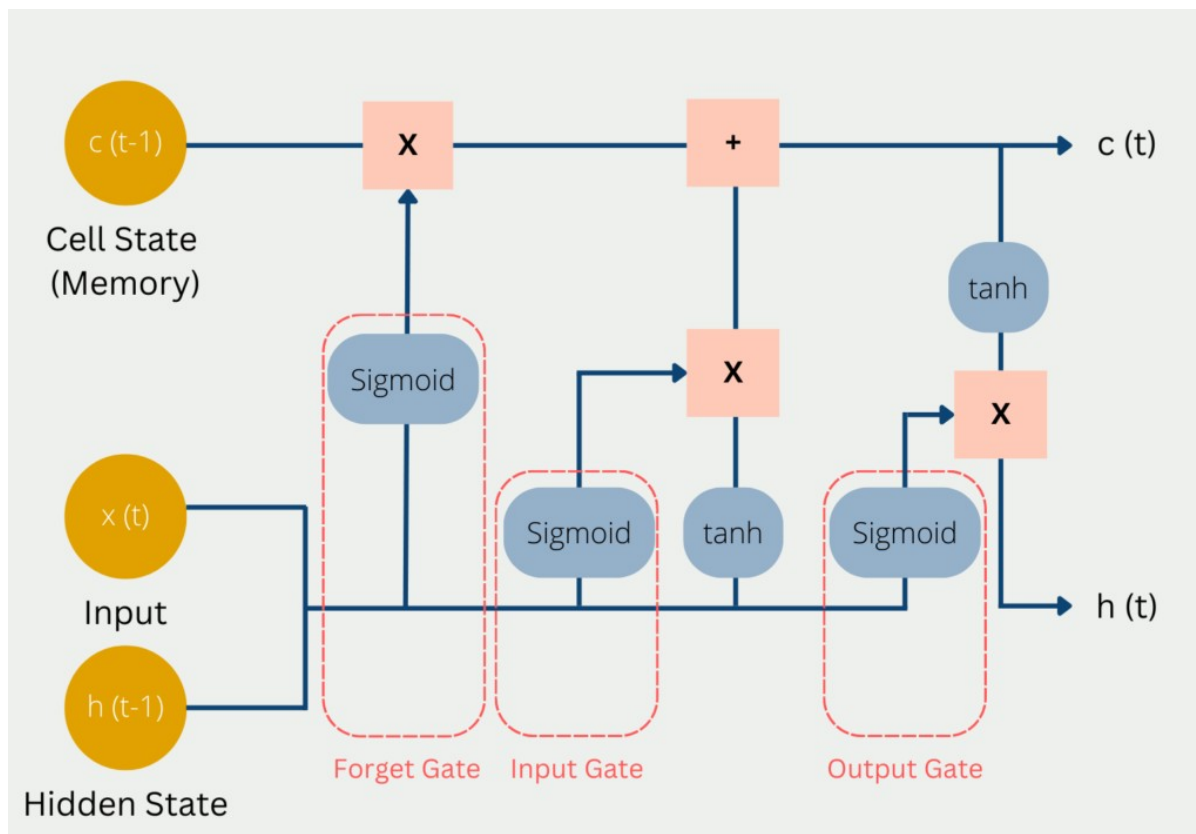 c (t-1)
X
+
c (t)
Cell State
(Memory)
tanh
Sigmoid
X
X
x (t)
Sigmoid
tanh
Sigmoid
Input
h (t)
h (t-1)
Forget Gate
Input Gate
Output Gate
Hidden State